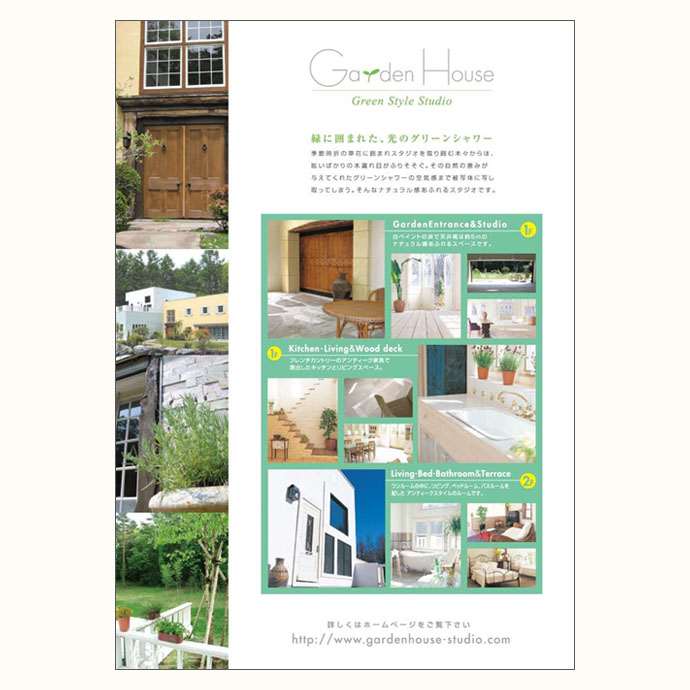 Garden House
Green Style Studio
緑に囲まれた、光のグリーンシャワー
季節時折の草花に囲まれスタジオを取り囲む木々からは、
眩いばかりの木漏れ日がふりそそぐ。その自然の恵みが
与えてくれたグリーンシャワーの空気感まで被写体に写し
取ってしまう。そんなナチュラル感あふれるスタジオです。
GardenEntrance&Studio
1F
白ペイントの床で天井高は約5mの
ナチュラル感あふれるスペースです。
1F
Kitchen・Living&Wood deck
フレンチカントリーのアンティーク家具で
演出したキッチンとリビングスペース。
Living・Bed・Bathroom&Terrace
2F
ワンルームの中に、リビング、ベッドルーム、バスルームを
配した アンティークスタイルのルームです。
詳しくはホームページをご覧下さい
http://www.gardenhouse-studio.com